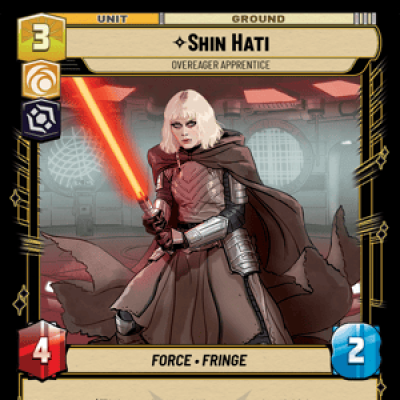 UNIT GROUND
3
✧SHIN HATI
OVEREAGER APPRENTICE
4
FORCE • FRINGE
2